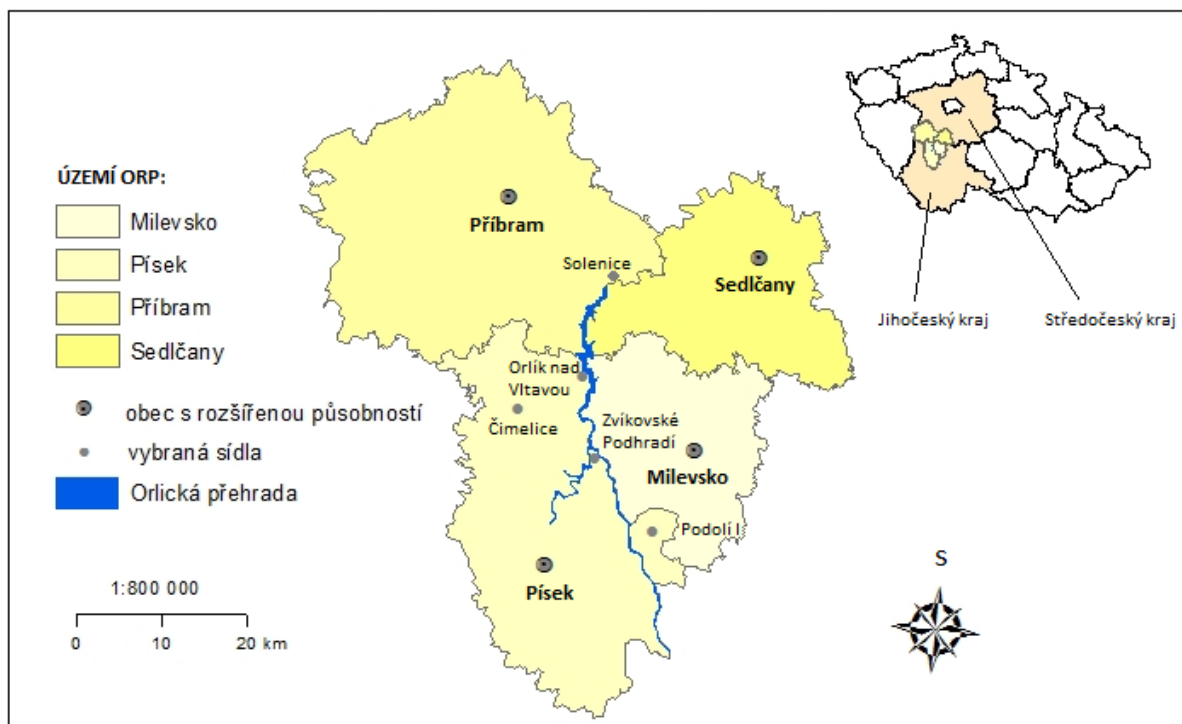 ÚZEMÍ ORP:
Milevsko
Písek
Příbram
Sedlčany
obec s rozšířenou působností
vybraná sídla
Orlická přehrada
1:800 000
0 10 20 km
Příbram
Solenice
Sedlčany
Orlík nad
Vltavou
Čimelice
Zvíkovské
Podhradí
Milevsko
Podolí I
Písek
Jihočeský kraj
Středočeský kraj
S